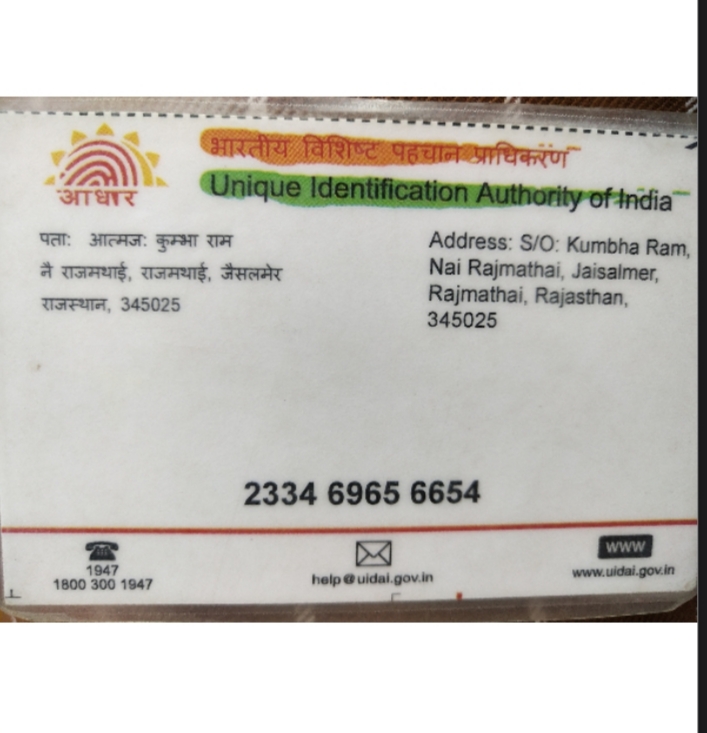 भारतीय विशिष्ट पहचान प्राधिकरण
Unique Identification Authority of India
आधार
पता: आत्मज: कुम्भा राम
नै राजमथाई, राजमथाई, जैसलमेर
राजस्थान, 345025
Address: S/O: Kumbha Ram,
Nai Rajmathai, Jaisalmer,
Rajmathai, Rajasthan,
345025
2334 6965 6654
1947
1800 300 1947
help@uidai.gov.in
www
www.uidai.gov.in